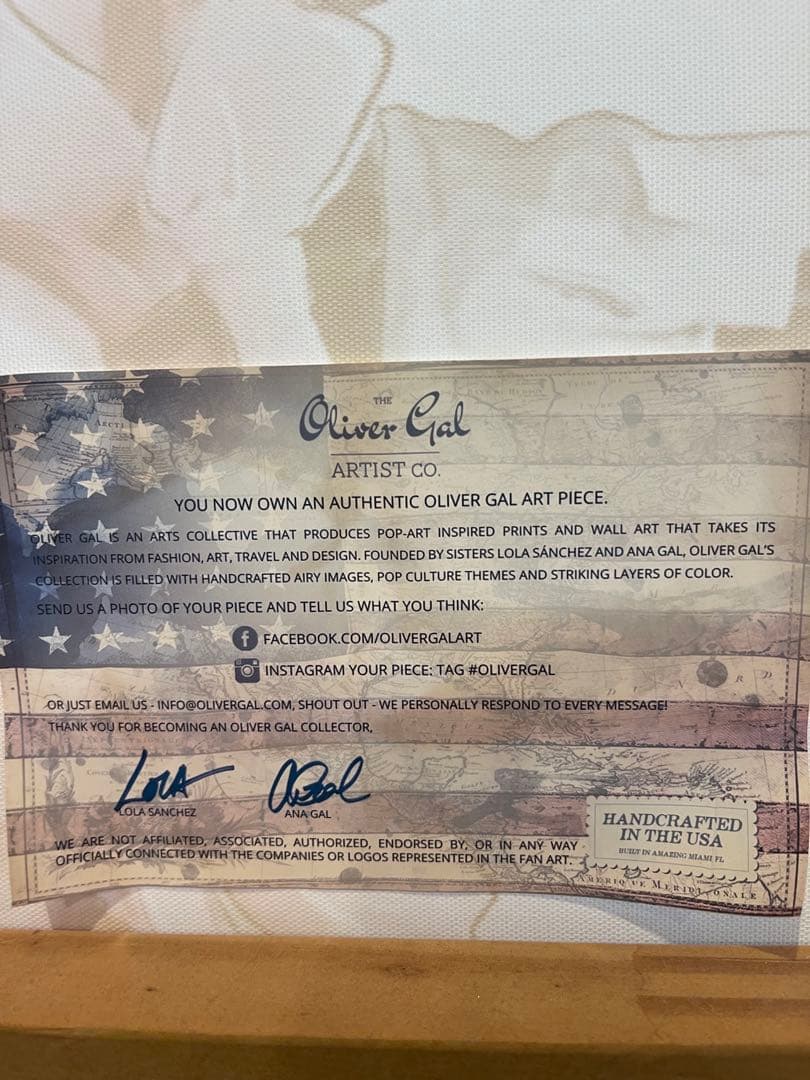 THE
Oliver Gal
ARTIST CO.
YOU NOW OWN AN AUTHENTIC OLIVER GAL ART PIECE.
OLIVER GAL IS AN ARTS COLLECTIVE THAT PRODUCES POP-ART INSPIRED PRINTS AND WALL ART THAT TAKES ITS
INSPIRATION FROM FASHION, ART, TRAVEL AND DESIGN. FOUNDED BY SISTERS LOLA SÁNCHEZ AND ANA GAL, OLIVER GAL'S
COLLECTION IS FILLED WITH HANDCRAFTED AIRY IMAGES, POP CULTURE THEMES AND STRIKING LAYERS OF COLOR.
SEND US A PHOTO OF YOUR PIECE AND TELL US WHAT YOU THINK:
FACEBOOK.COM/OLIVERGALART
INSTAGRAM YOUR PIECE: TAG #OLIVERGAL
OR JUST EMAIL US - INFO@OLIVERGAL.COM, SHOUT OUT - WE PERSONALLY RESPOND TO EVERY MESSAGE!
THANK YOU FOR BECOMING AN OLIVER GAL COLLECTOR,
LOLA
LOLA SANCHEZ
ANA GAL
WE ARE NOT AFFILIATED, ASSOCIATED, AUTHORIZED, ENDORSED BY, OR IN ANY WAY
OFFICIALLY CONNECTED WITH THE COMPANIES OR LOGOS REPRESENTED IN THE FAN ART.
HANDCRAFTED
IN THE USA
BUILT IN AMAZING MIAMI FL
AMERIQUE MERIDIONALE